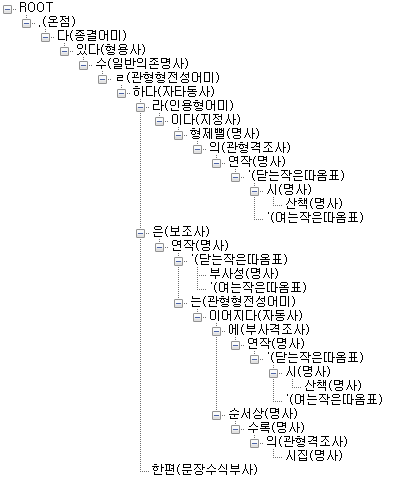 ROOT
.(온점)
다(종결어미)
있다(형용사)
수(일반의존명사)
ㄹ(관형형전성어미)
하다(자타동사)
라(인용형어미)
이다(지정사)
형제뻘(명사)
의(관형격조사)
연작(명사)
'(닫는작은따옴표)
시(명사)
산책(명사)
'(여는작은따옴표)
은(보조사)
연작(명사)
'(닫는작은따옴표)
부사성(명사)
'(여는작은따옴표)
는(관형형전성어미)
이어지다(자동사)
에(부사격조사)
연작(명사)
'(닫는작은따옴표)
시(명사)
산책(명사)
'(여는작은따옴표)
순서상(명사)
수록(명사)
의(관형격조사)
시집(명사)
한편(문장수식부사)